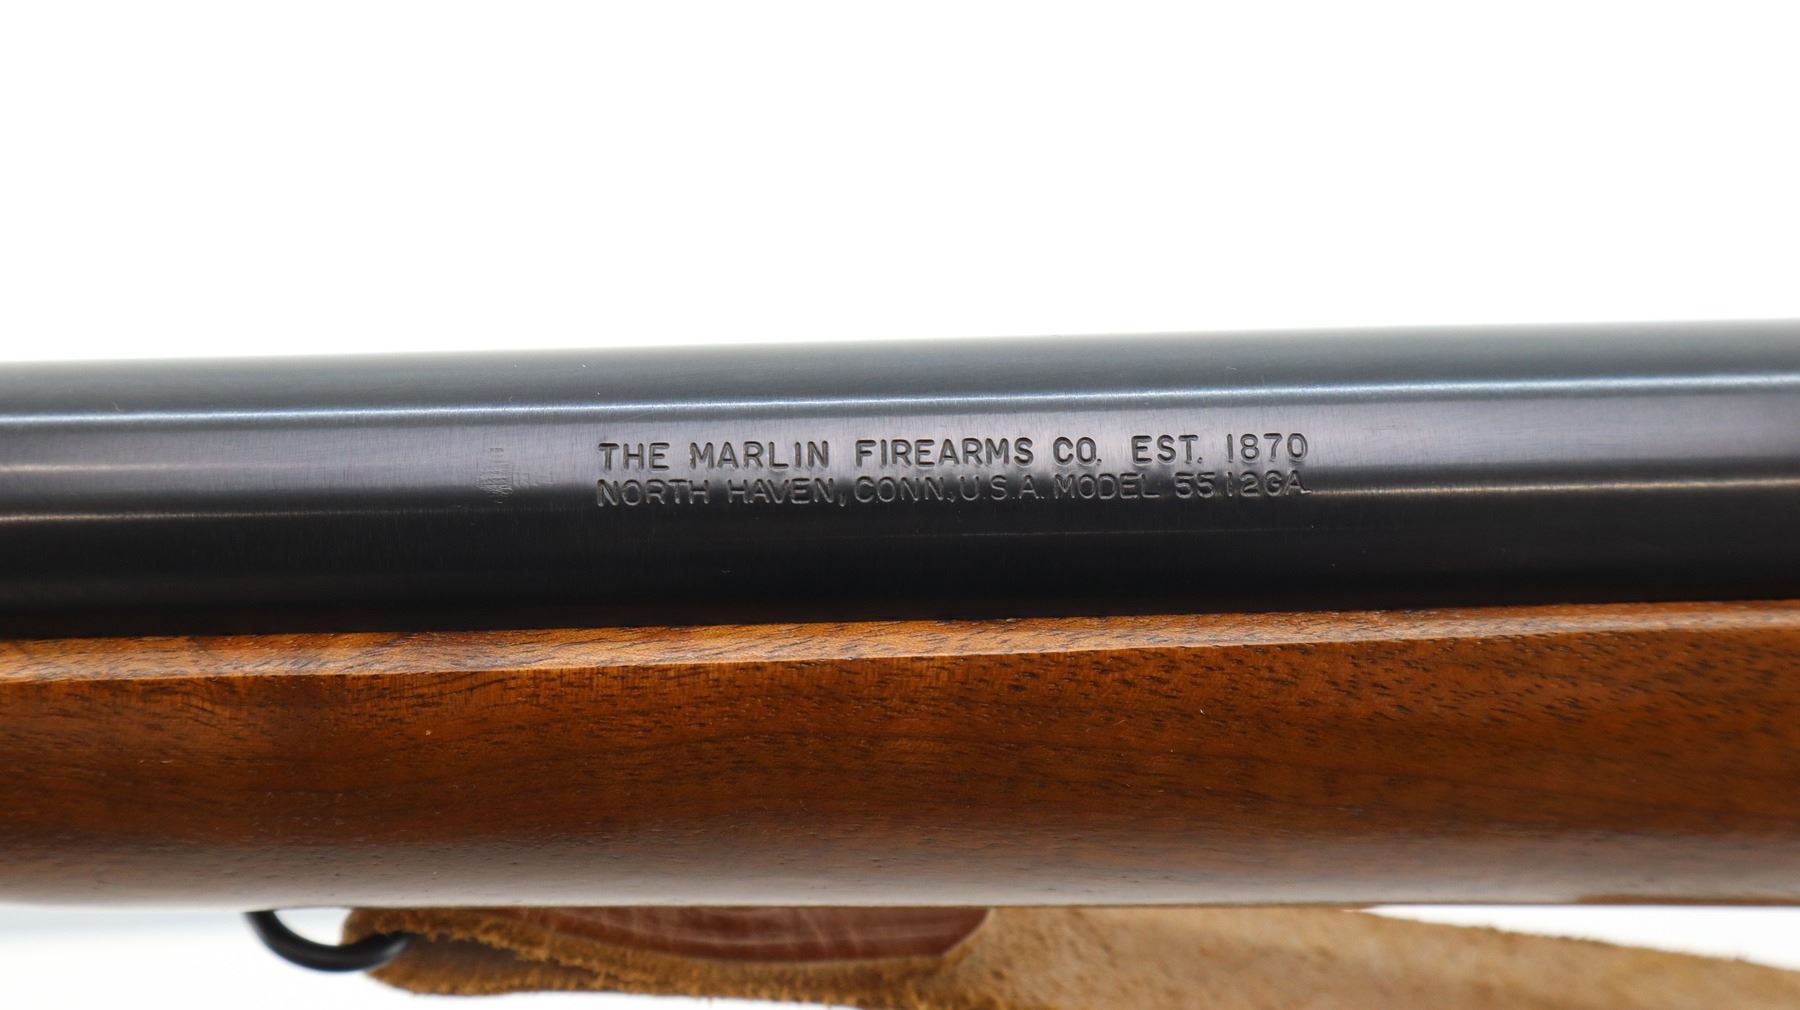 THE MARLIN FIREARMS CO. EST. 1870
NORTH HAVEN, CONN. U.S.A. MODEL 55 12GA.